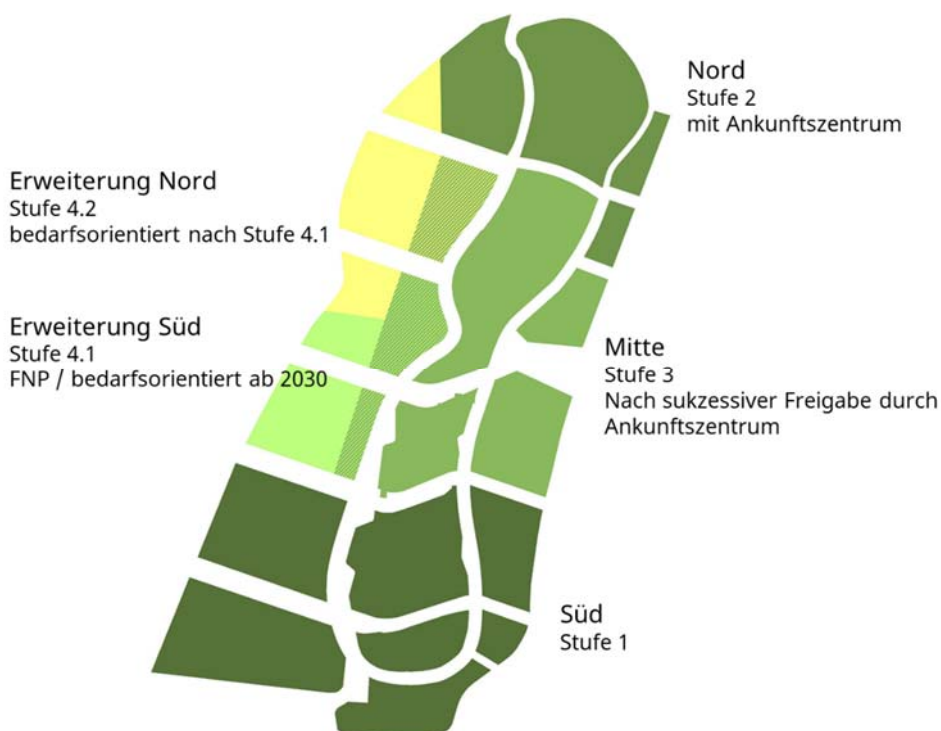 Nord
Stufe 2
mit Ankunftszentrum
Erweiterung Nord
Stufe 4.2
bedarfsorientiert nach Stufe 4.1
Erweiterung Süd
Stufe 4.1
FNP / bedarfsorientiert ab 2030
Mitte
Stufe 3
Nach sukzessiver Freigabe durch
Ankunftszentrum
Süd
Stufe 1